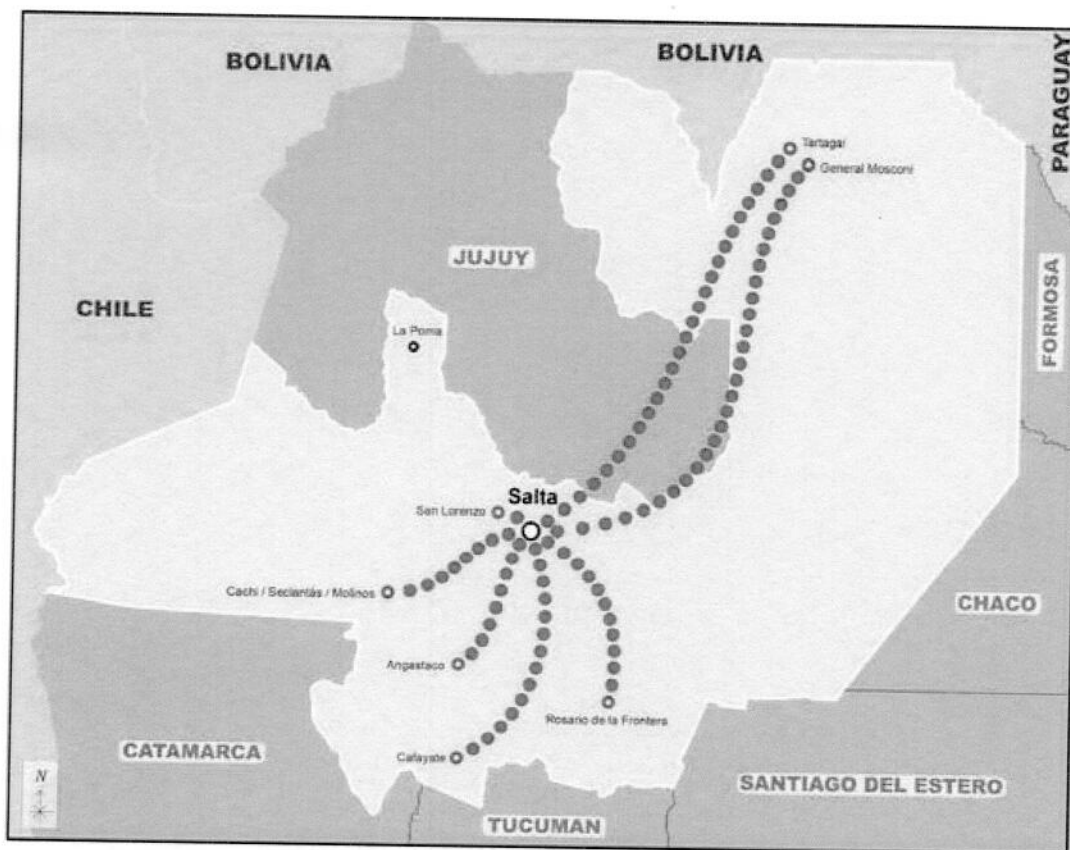 BOLIVIA
BOLIVIA
PARAGUAY
Tartagal
General Mosconi
JUJUY
FORMOSA
CHILE
La Poma
Salta
San Lorenzo
Cachi / Seclantás / Molinos
CHACO
Angastaco
Rosario de la Frontera
CATAMARCA
Cafayate
SANTIAGO DEL ESTERO
N
TUCUMAN